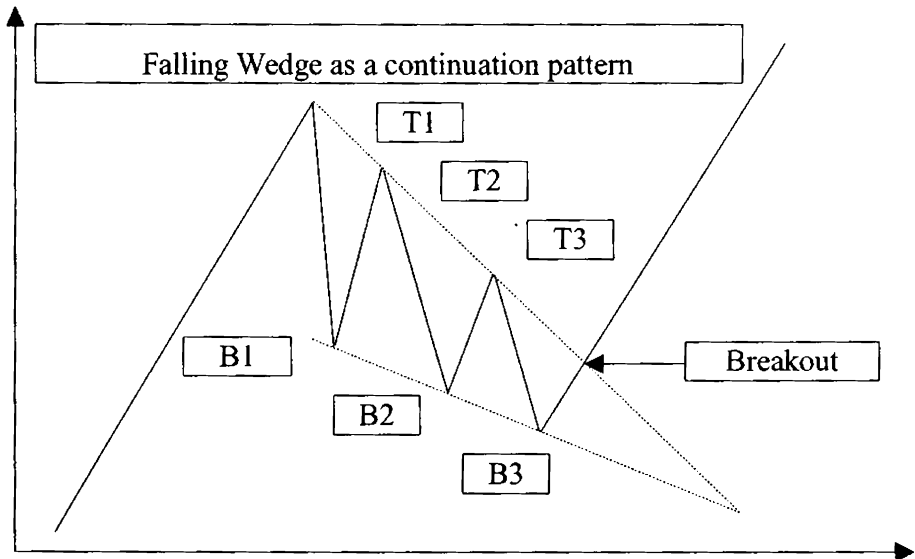 Falling Wedge as a continuation pattern
T1
T2
T3
B1
Breakout
B2
B3